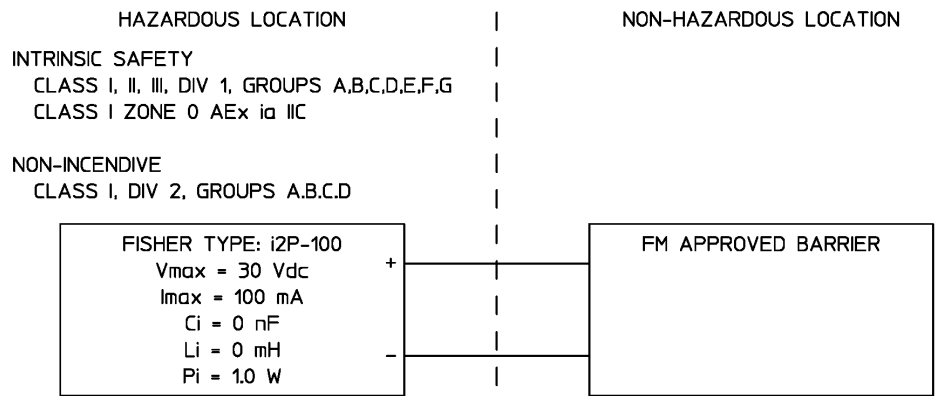 HAZARDOUS LOCATION
NON-HAZARDOUS LOCATION
INTRINSIC SAFETY
CLASS I, II, III, DIV 1, GROUPS A,B,C,D,E,F,G
CLASS I ZONE 0 AEx ia IIC
NON-INCENDIVE
CLASS I, DIV 2, GROUPS A.B.C.D
FISHER TYPE: i2P-100
Vmax = 30 Vdc
Imax = 100 mA
Ci = 0 nF
Li = 0 mH
Pi = 1.0 W
+
-
FM APPROVED BARRIER